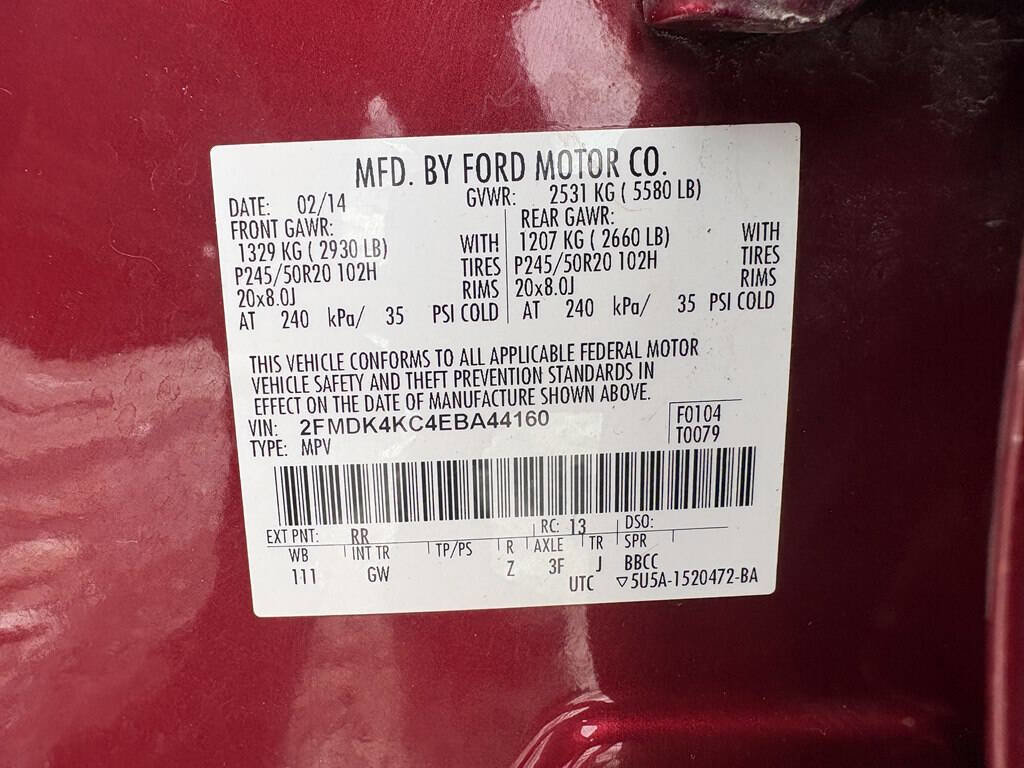 MFD. BY FORD MOTOR CO.
DATE: 02/14 GVWR: 2531 KG ( 5580 LB)
FRONT GAWR: REAR GAWR:
1329 KG ( 2930 LB) WITH 1207 KG ( 2660 LB) WITH
P245/50R20 102H TIRES P245/50R20 102H TIRES
20x8.0J RIMS 20x8.0J RIMS
AT 240 kPa/ 35 PSI COLD AT 240 kPa/ 35 PSI COLD
THIS VEHICLE CONFORMS TO ALL APPLICABLE FEDERAL MOTOR
VEHICLE SAFETY AND THEFT PREVENTION STANDARDS IN
EFFECT ON THE DATE OF MANUFACTURE SHOWN ABOVE.
VIN: 2FMDK4KC4EBA44160 F0104
TYPE: MPV T0079
EXT PNT: RR RC: 13 DSO:
WB INT TR TP/PS R AXLE TR SPR
111 GW Z 3F J BBCC
UTC ▽5U5A-1520472-BA